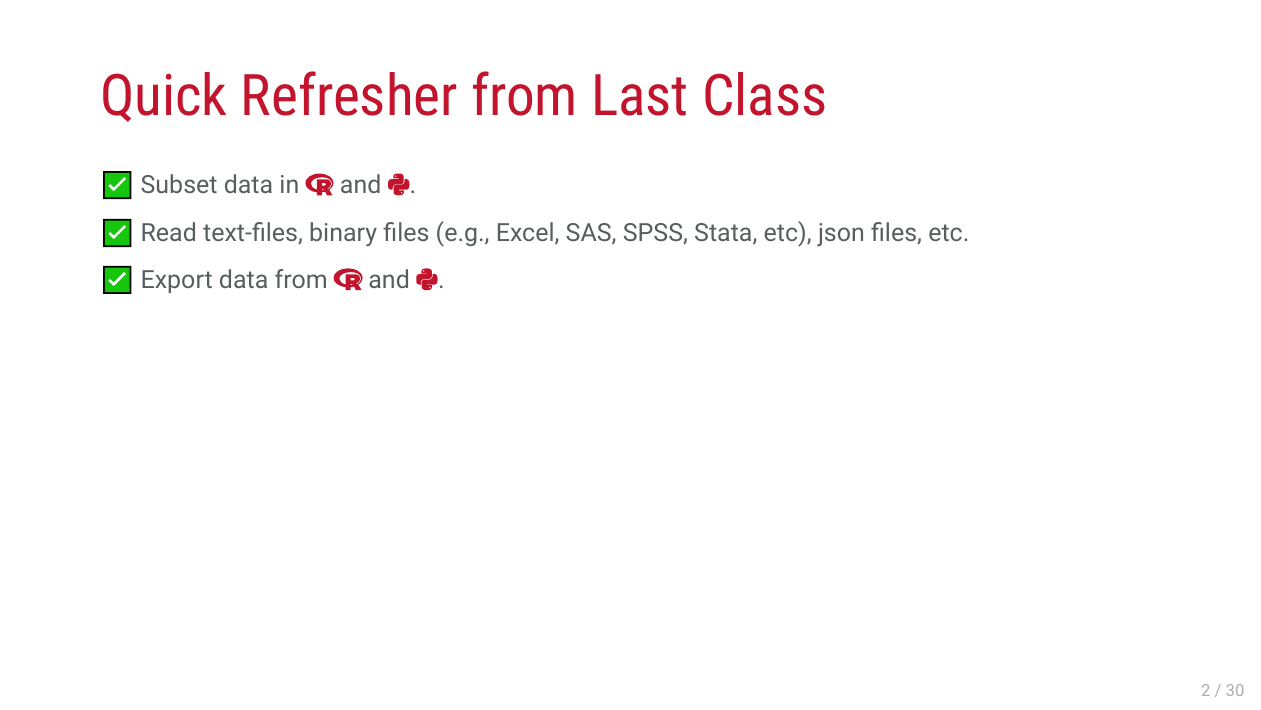 Quick Refresher from Last Class
✅ Subset data in R and .
✅ Read text-files, binary files (e.g., Excel, SAS, SPSS, Stata, etc), json files, etc.
✅ Export data from R and .
2 / 30